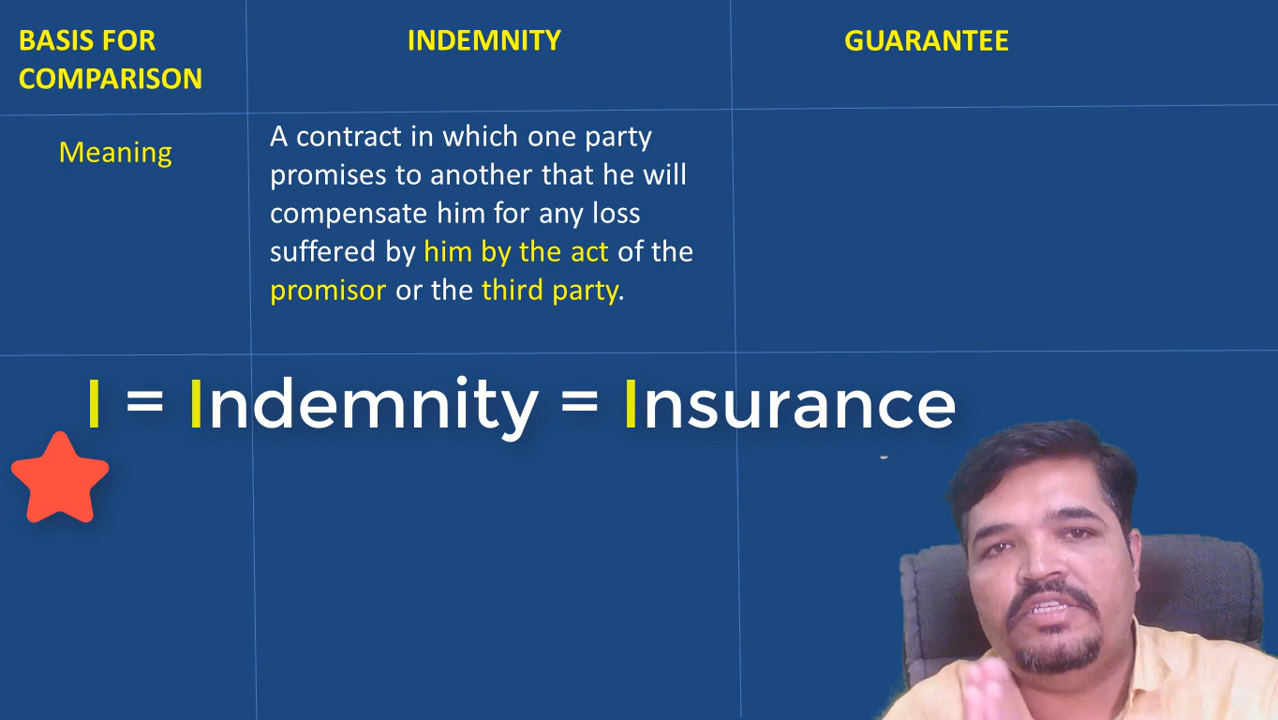 BASIS FOR
COMPARISON
INDEMNITY
GUARANTEE
Meaning
A contract in which one party
promises to another that he will
compensate him for any loss
suffered by him by the act of the
promisor or the third party.
I = Indemnity = Insurance